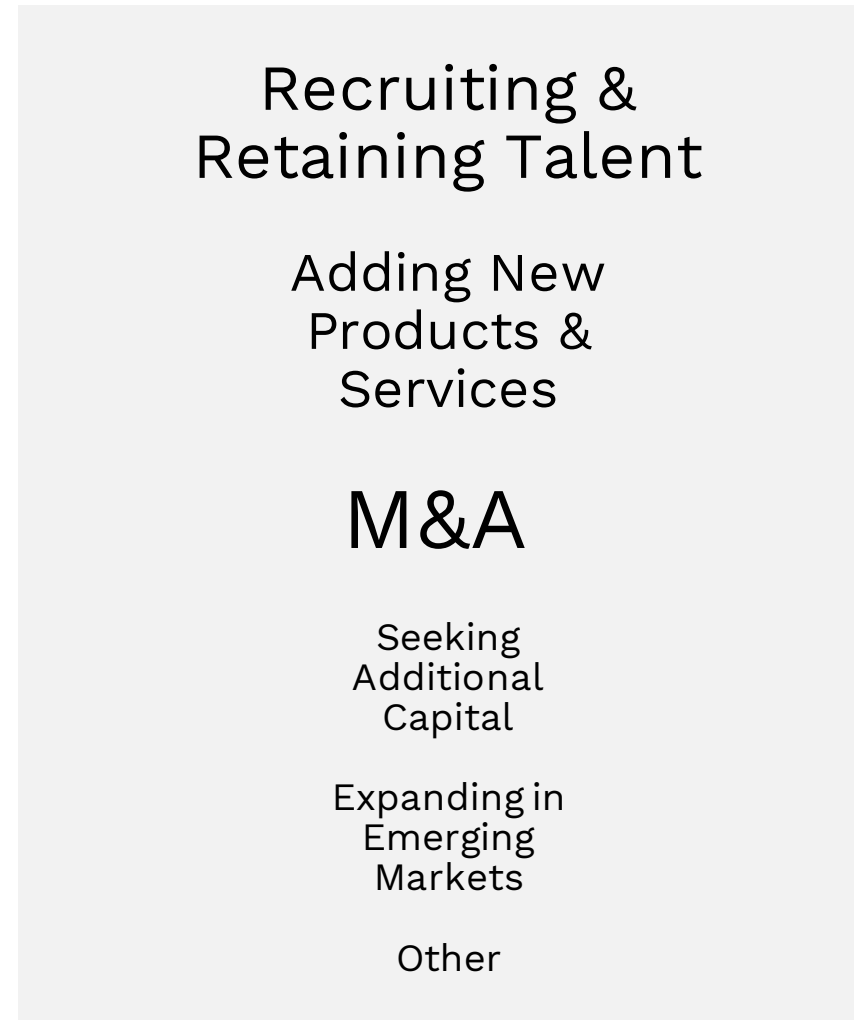 Recruiting &
Retaining Talent
Adding New
Products &
Services
M&A
Seeking
Additional
Capital
Expanding in
Emerging
Markets
Other